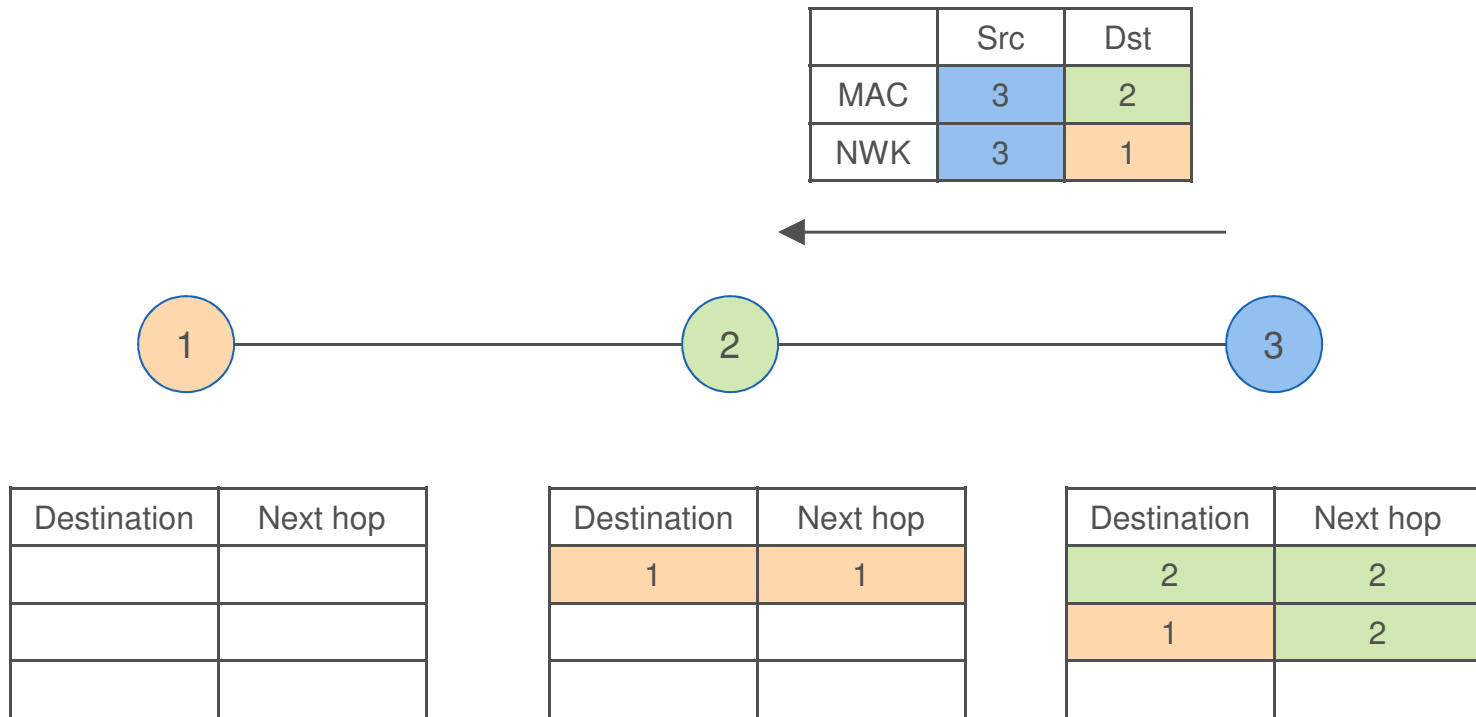 Src Dst
MAC 3 2
NWK 3 1
1 2 3
Destination Next hop Destination Next hop Destination Next hop
1 1 2 2
1 2